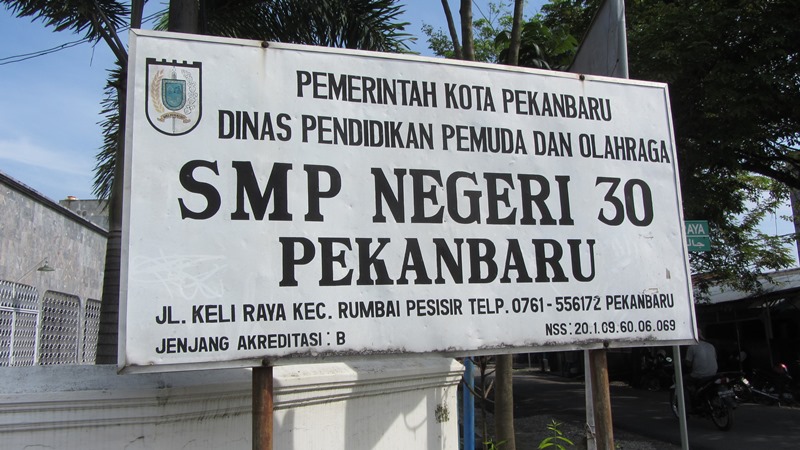 PEMERINTAH KOTA PEKANBARU
DINAS PENDIDIKAN PEMUDA DAN OLAHRAGA
SMP NEGERI 30
PEKANBARU
JL. KELI RAYA KEC. RUMBAI PESISIR TELP. 0761-556172 PEKANBARU
JENJANG AKREDITASI : B
NSS : 20.1.09.60.06.069
AYA